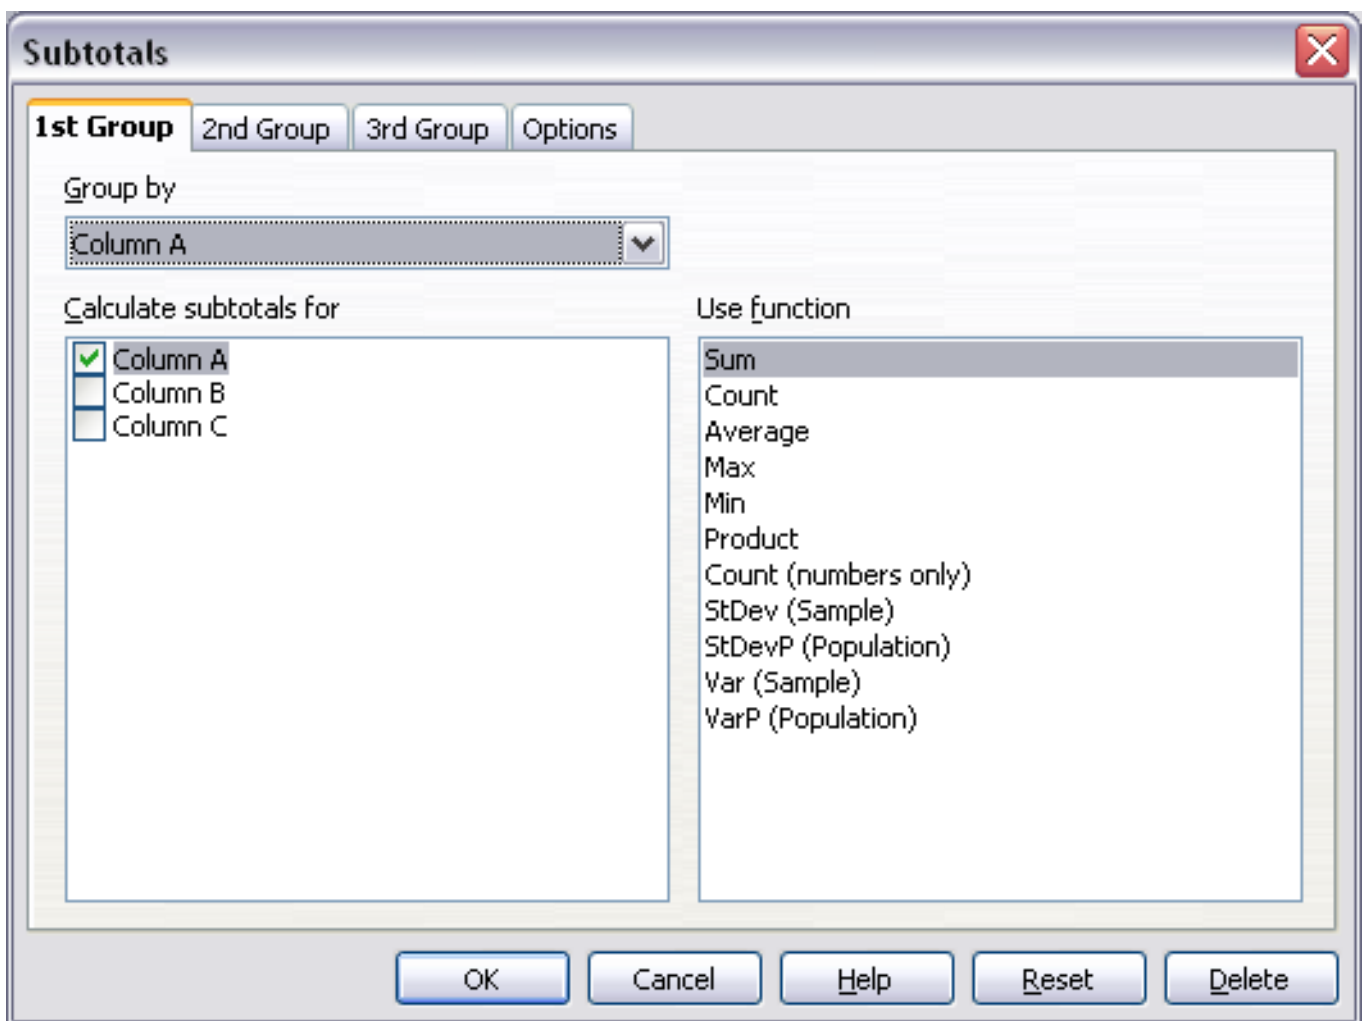 Subtotals
1st Group 2nd Group 3rd Group Options
Group by
Column A
Calculate subtotals for
Column A
Column B
Column C
Use function
Sum
Count
Average
Max
Min
Product
Count (numbers only)
StDev (Sample)
StDevP (Population)
Var (Sample)
VarP (Population)
OK Cancel Help Reset Delete